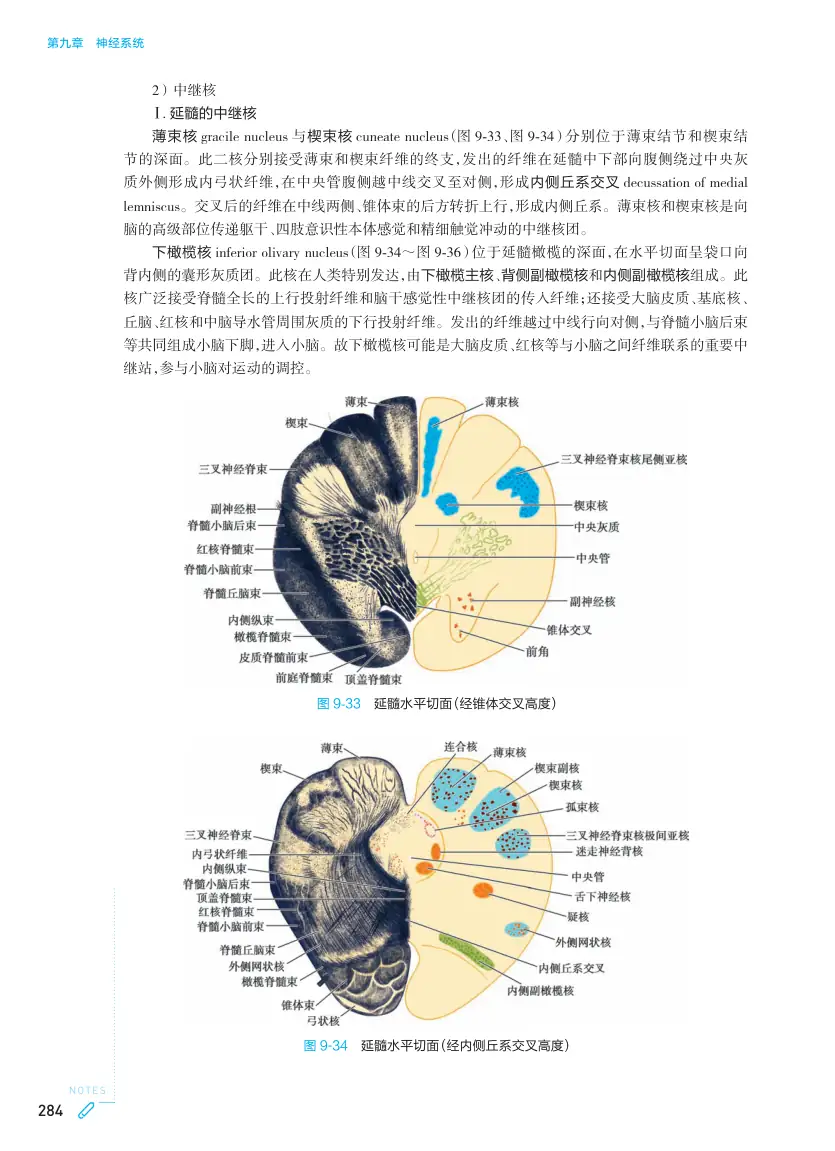 第九章 神经系统
2）中继核
Ⅰ. 延髓的中继核
薄束核 gracile nucleus 与楔束核 cuneate nucleus（图 9-33、图 9-34）分别位于薄束结节和楔束结
节的深面。此二核分别接受薄束和楔束纤维的终支，发出的纤维在延髓中下部向腹侧绕过中央灰
质外侧形成内弓状纤维，在中央管腹侧越中线交叉至对侧，形成内侧丘系交叉 decussation of medial
lemniscus。交叉后的纤维在中线两侧、锥体束的后方转折上行，形成内侧丘系。薄束核和楔束核是向
脑的高级部位传递躯干、四肢意识性本体感觉和精细触觉冲动的中继核团。
下橄榄核 inferior olivary nucleus（图 9-34～图 9-36）位于延髓橄榄的深面，在水平切面呈袋口向
背内侧的囊形灰质团。此核在人类特别发达，由下橄榄主核、背侧副橄榄核和内侧副橄榄核组成。此
核广泛接受脊髓全长的上行投射纤维和脑干感觉性中继核团的传入纤维；还接受大脑皮质、基底核、
丘脑、红核和中脑导水管周围灰质的下行投射纤维。发出的纤维越过中线行向对侧，与脊髓小脑后束
等共同组成小脑下脚，进入小脑。故下橄榄核可能是大脑皮质、红核等与小脑之间纤维联系的重要中
继站，参与小脑对运动的调控。
薄束
楔束
三叉神经脊束
副神经根
脊髓小脑后束
红核脊髓束
脊髓小脑前束
脊髓丘脑束
内侧纵束
橄榄脊髓束
皮质脊髓前束
前庭脊髓束
顶盖脊髓束
薄束核
三叉神经脊束核尾侧亚核
楔束核
中央灰质
中央管
副神经核
锥体交叉
前角
图 9-33 延髓水平切面（经锥体交叉高度）
薄束
楔束
三叉神经脊束
内弓状纤维
内侧纵束
脊髓小脑后束
顶盖脊髓束
红核脊髓束
脊髓小脑前束
脊髓丘脑束
外侧网状核
橄榄脊髓束
锥体束
弓状核
连合核
薄束核
楔束副核
楔束核
孤束核
三叉神经脊束核极间亚核
迷走神经背核
中央管
舌下神经核
疑核
外侧网状核
内侧丘系交叉
内侧副橄榄核
图 9-34 延髓水平切面（经内侧丘系交叉高度）
NOTES
284